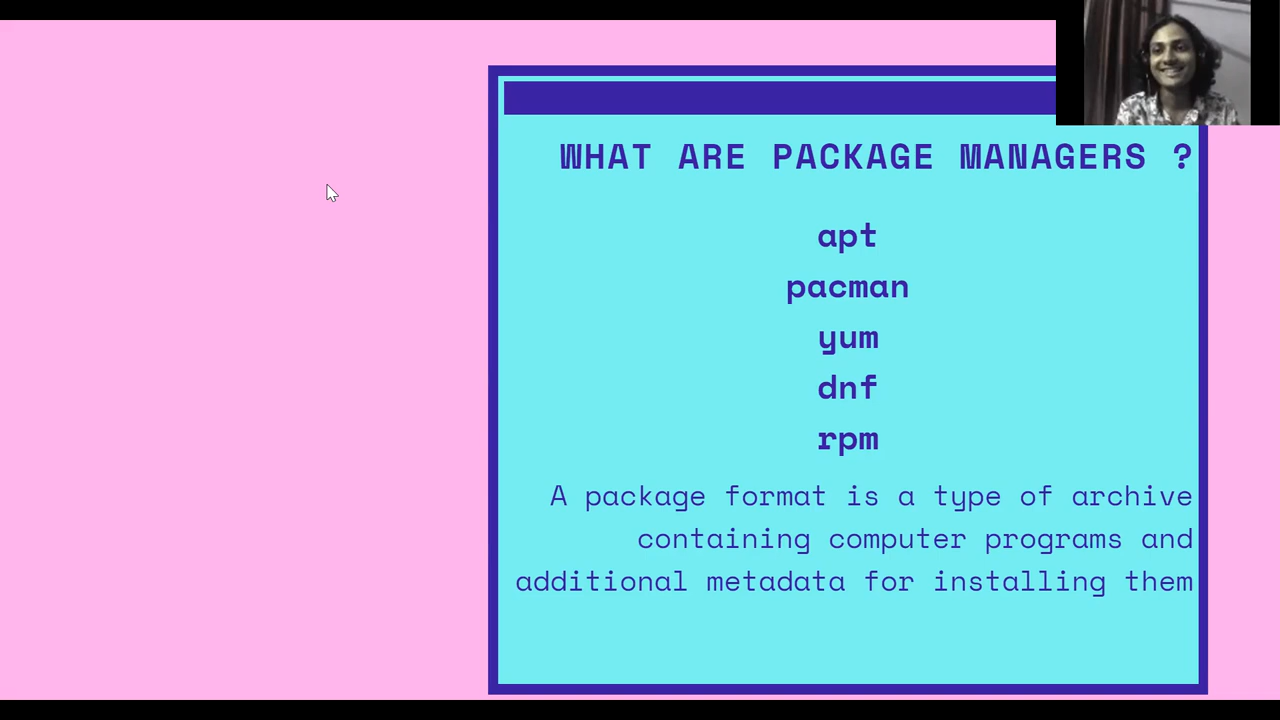 WHAT ARE PACKAGE MANAGERS ?
apt
pacman
yum
dnf
rpm
A package format is a type of archive
containing computer programs and
additional metadata for installing them